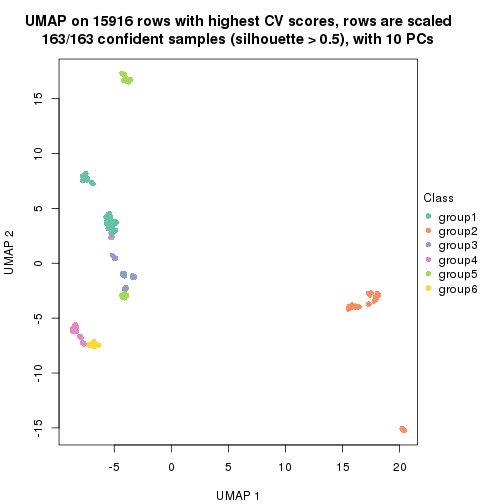 UMAP on 15916 rows with highest CV scores, rows are scaled
163/163 confident samples (silhouette > 0.5), with 10 PCs
15
10
5
0
-5
-10
-15
UMAP 2
-5
0
5
10
15
20
UMAP 1
Class
group1
group2
group3
group4
group5
group6